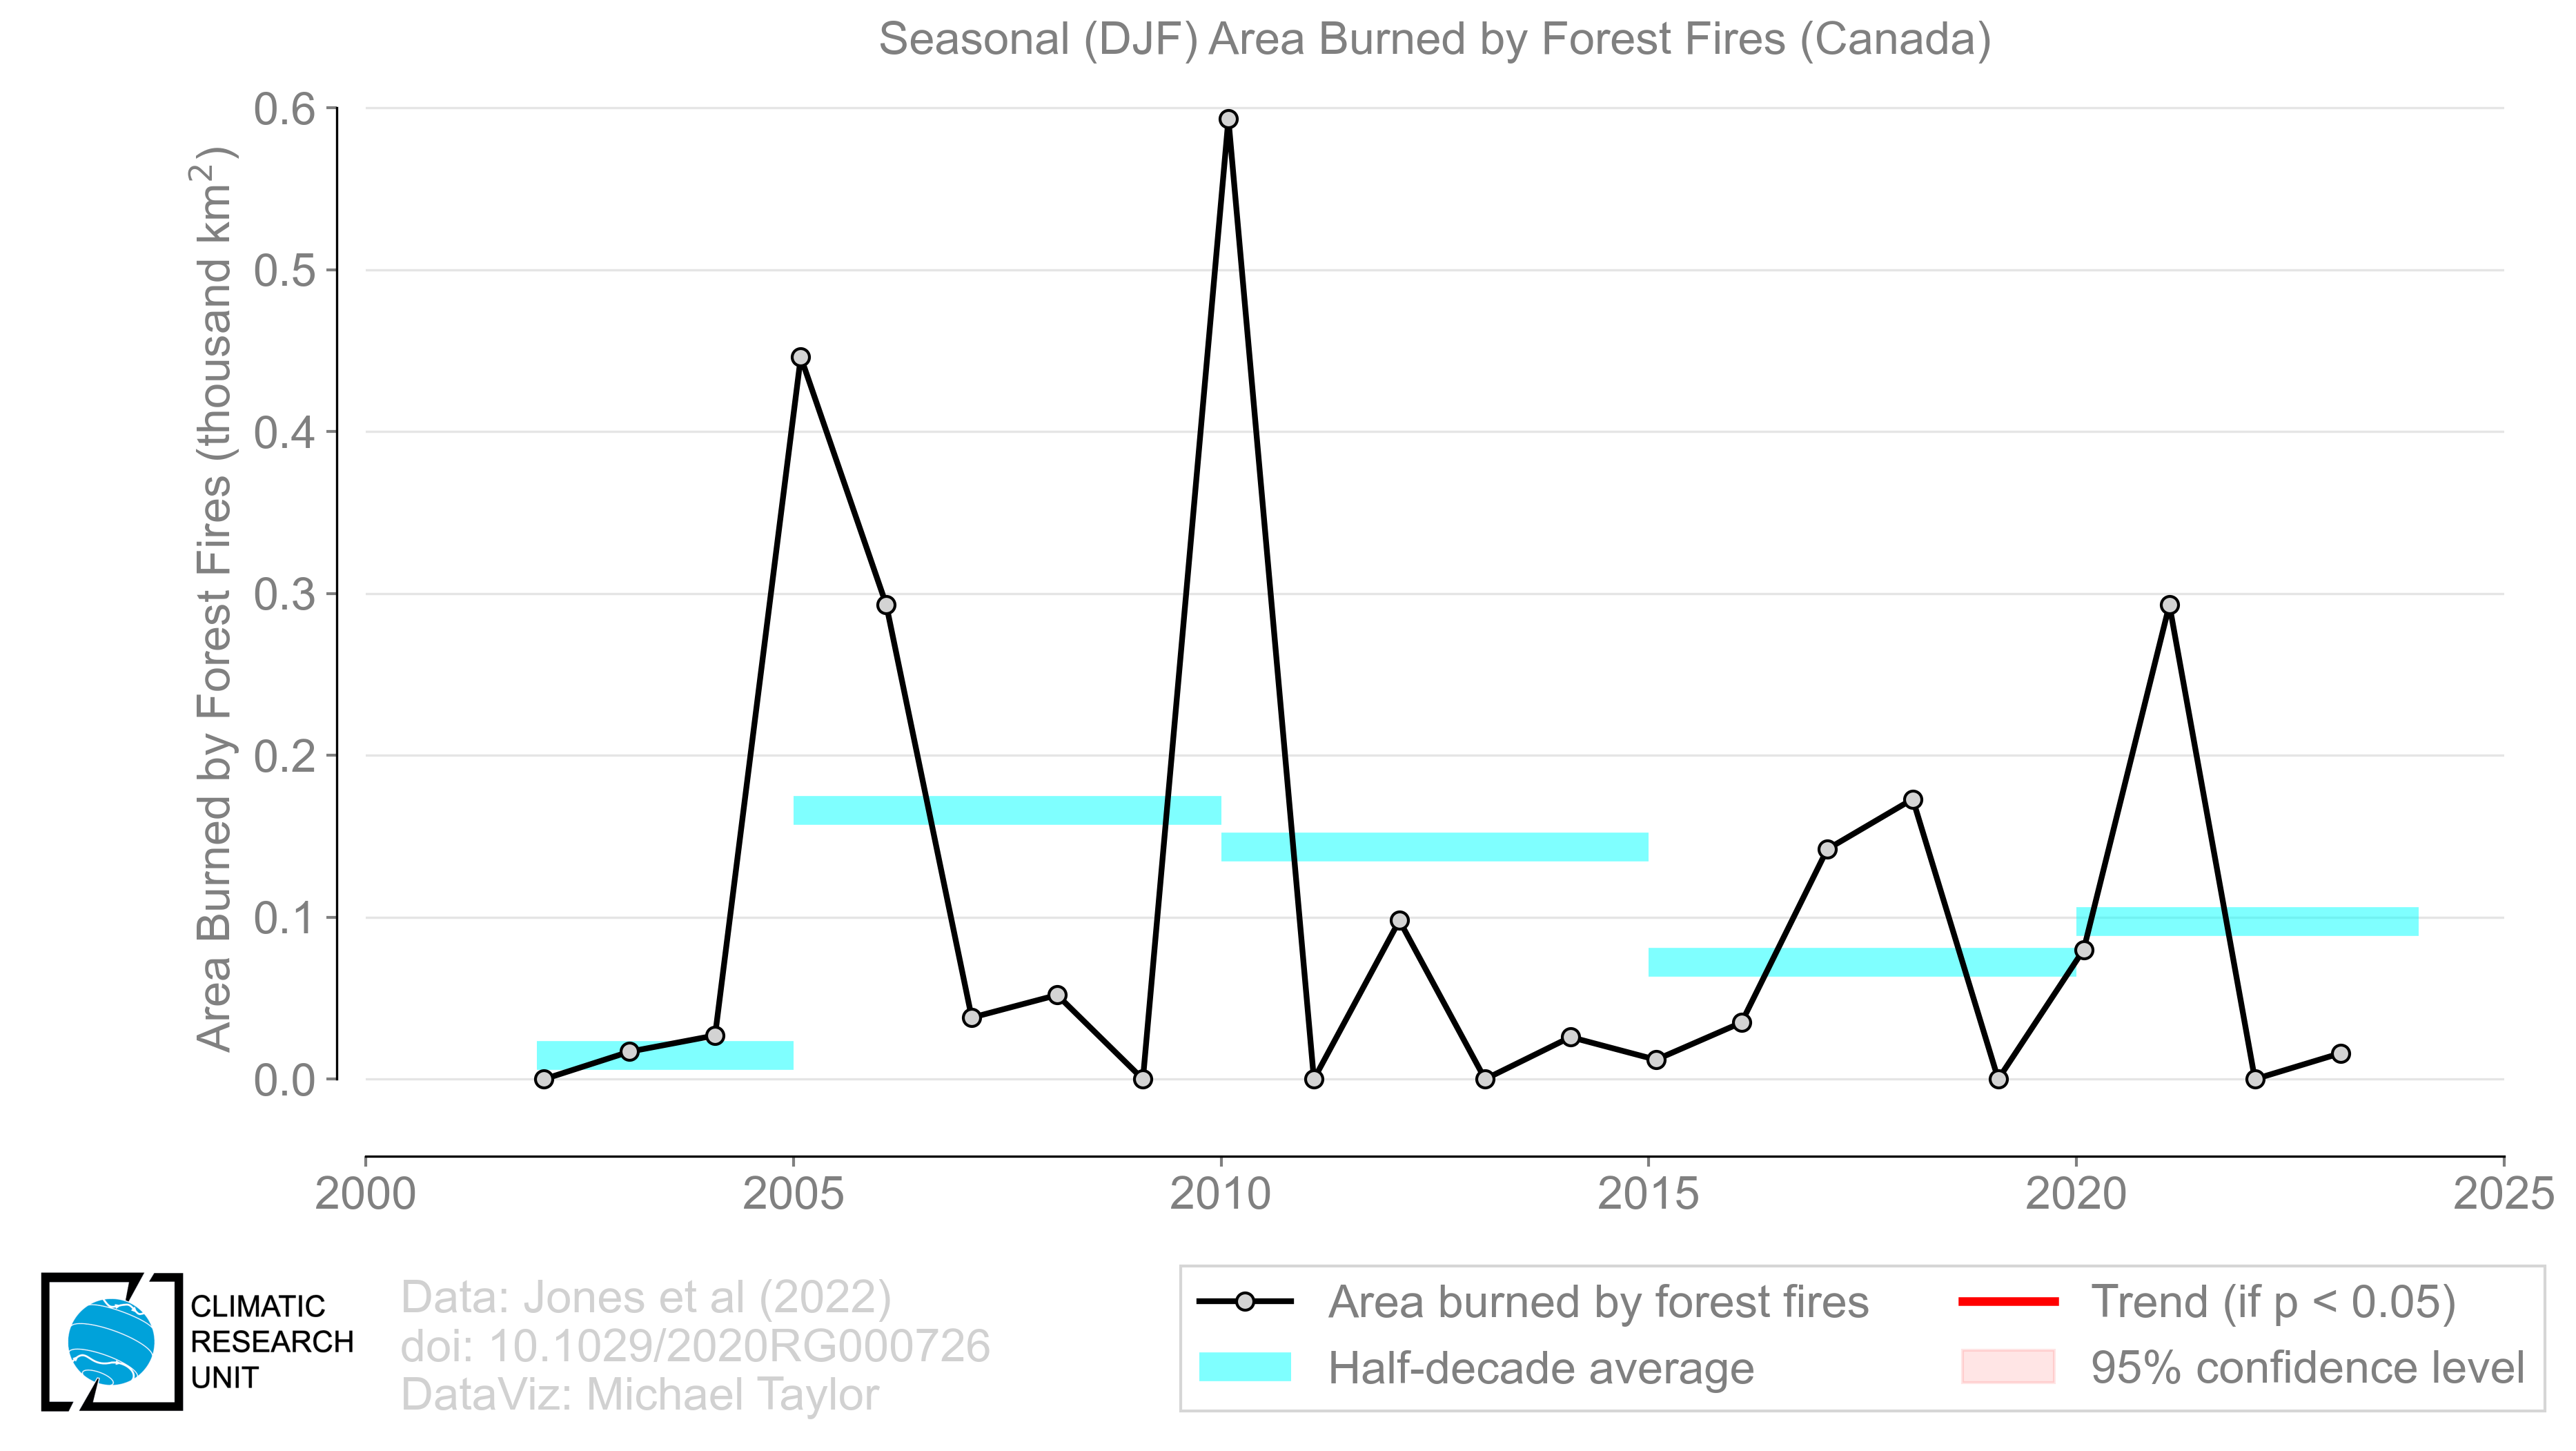 Seasonal (DJF) Area Burned by Forest Fires (Canada)
Area Burned by Forest Fires (thousand km²)
0.6
0.5
0.4
0.3
0.2
0.1
0.0
2000 2005 2010 2015 2020 2025
CLIMATIC
RESEARCH
UNIT
Data: Jones et al (2022)
doi: 10.1029/2020RG000726
DataViz: Michael Taylor
Area burned by forest fires
Half-decade average
Trend (if p < 0.05)
95% confidence level